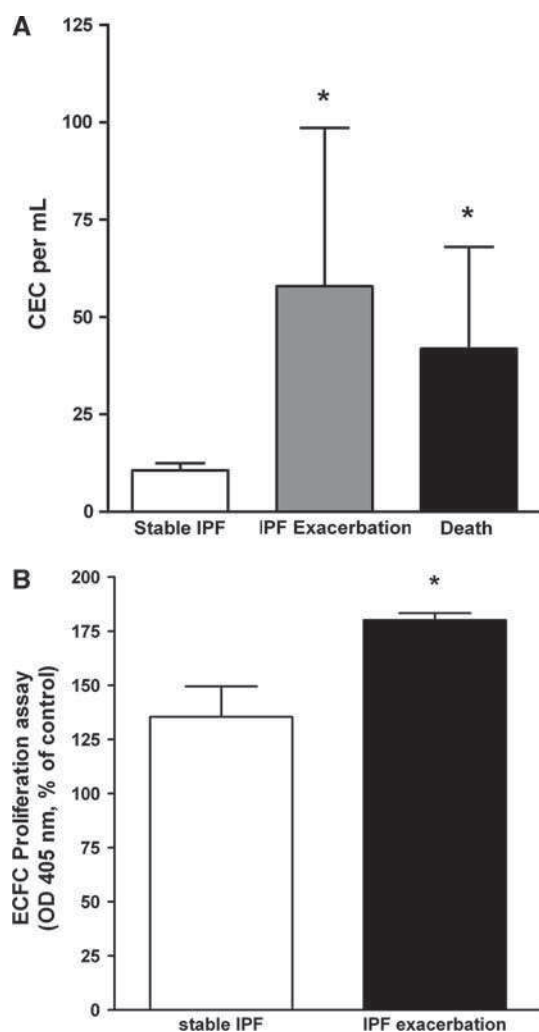 A
125
100
75
50
25
0
CEC per mL
*
*
Stable IPF
IPF Exacerbation
Death
B
200
175
150
125
100
75
50
25
0
ECFC Proliferation assay
(OD 405 nm, % of control)
*
stable IPF
IPF exacerbation